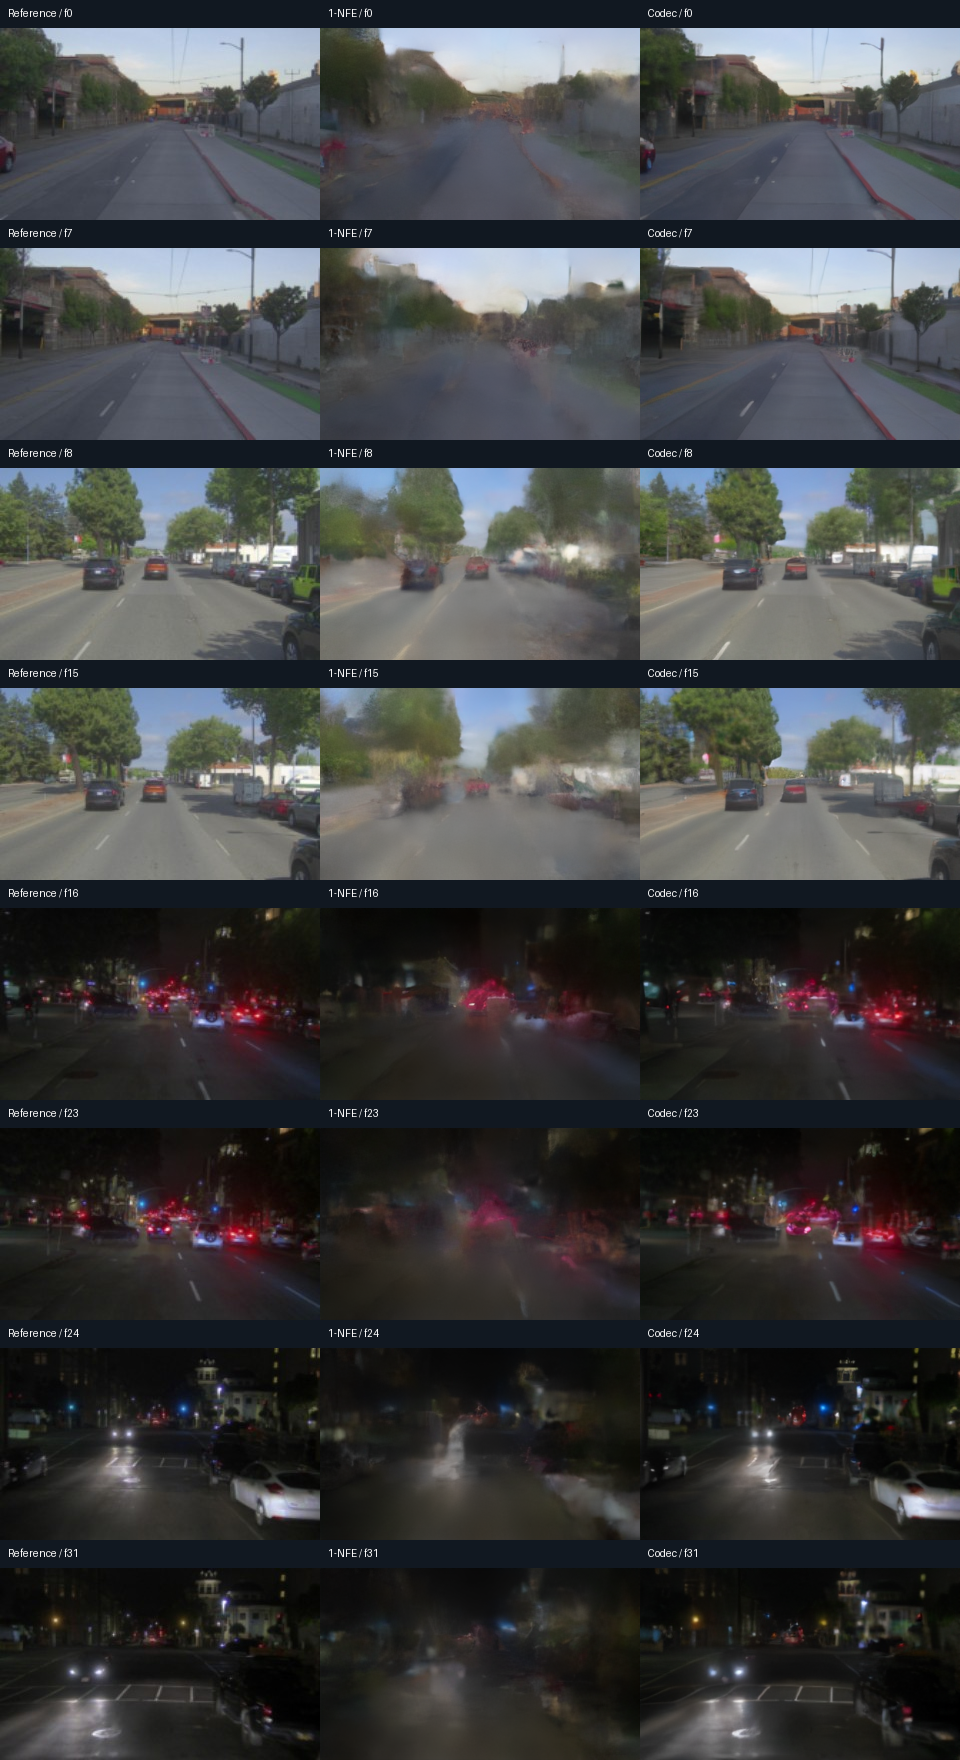 Reference / f0
1-NFE / f0
Codec / f0
Reference / f7
1-NFE / f7
Codec / f7
Reference / f8
1-NFE / f8
Codec / f8
Reference / f15
1-NFE / f15
Codec / f15
Reference / f16
1-NFE / f16
Codec / f16
Reference / f23
1-NFE / f23
Codec / f23
Reference / f24
1-NFE / f24
Codec / f24
Reference / f31
1-NFE / f31
Codec / f31